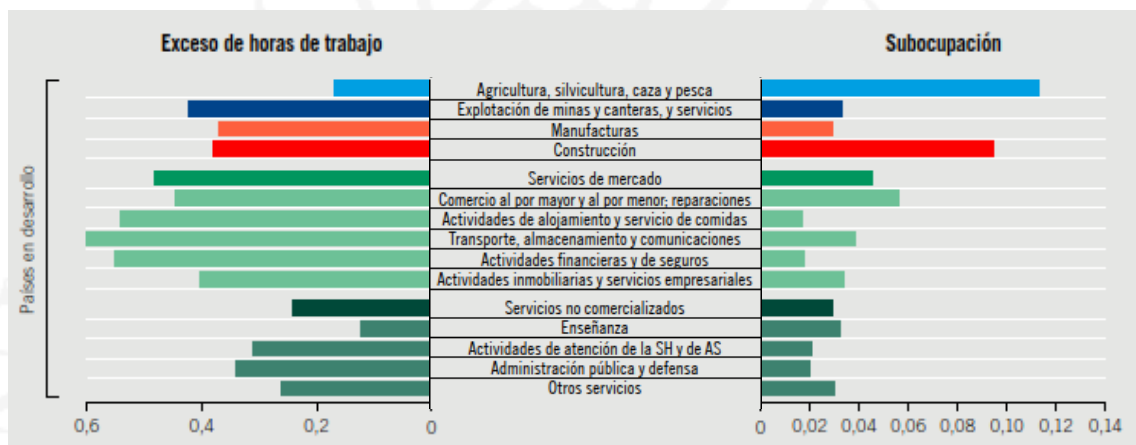 Exceso de horas de trabajo
Subocupación
Países en desarrollo
Agricultura, silvicultura, caza y pesca
Explotación de minas y canteras, y servicios
Manufacturas
Construcción
Servicios de mercado
Comercio al por mayor y al por menor; reparaciones
Actividades de alojamiento y servicio de comidas
Transporte, almacenamiento y comunicaciones
Actividades financieras y de seguros
Actividades inmobiliarias y servicios empresariales
Servicios no comercializados
Enseñanza
Actividades de atención de la SH y de AS
Administración pública y defensa
Otros servicios
0,6 0,4 0,2 0
0 0,02 0,04 0,06 0,08 0,10 0,12 0,14